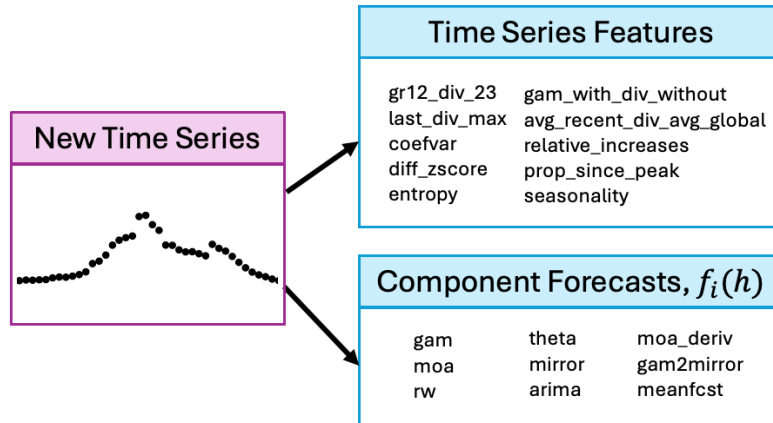 New Time Series
Time Series Features
gr12_div_23 gam_with_div_without
last_div_max avg_recent_div_avg_global
coefvar relative_increases
diff_zscore prop_since_peak
entropy seasonality
Component Forecasts, f_i(h)
gam theta moa_deriv
moa mirror gam2mirror
rw arima meanfcst